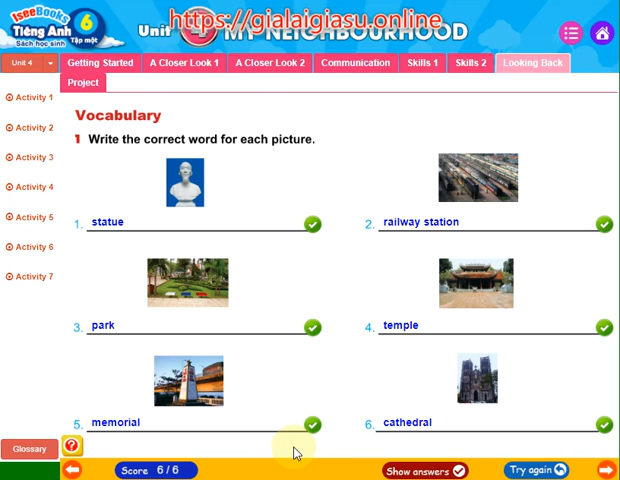 IseeBooks
Tiếng Anh 6
Tập một
Sách học sinh
https://gialaigiasu.online
Unit 4 MY NEIGHBOURHOOD
Unit 4
Getting Started
A Closer Look 1
A Closer Look 2
Communication
Skills 1
Skills 2
Looking Back
Project
Activity 1
Activity 2
Activity 3
Activity 4
Activity 5
Activity 6
Activity 7
Vocabulary
1 Write the correct word for each picture.
1. statue
2. railway station
3. park
4. temple
5. memorial
6. cathedral
Glossary
?
Score 6 / 6
Show answers
Try again